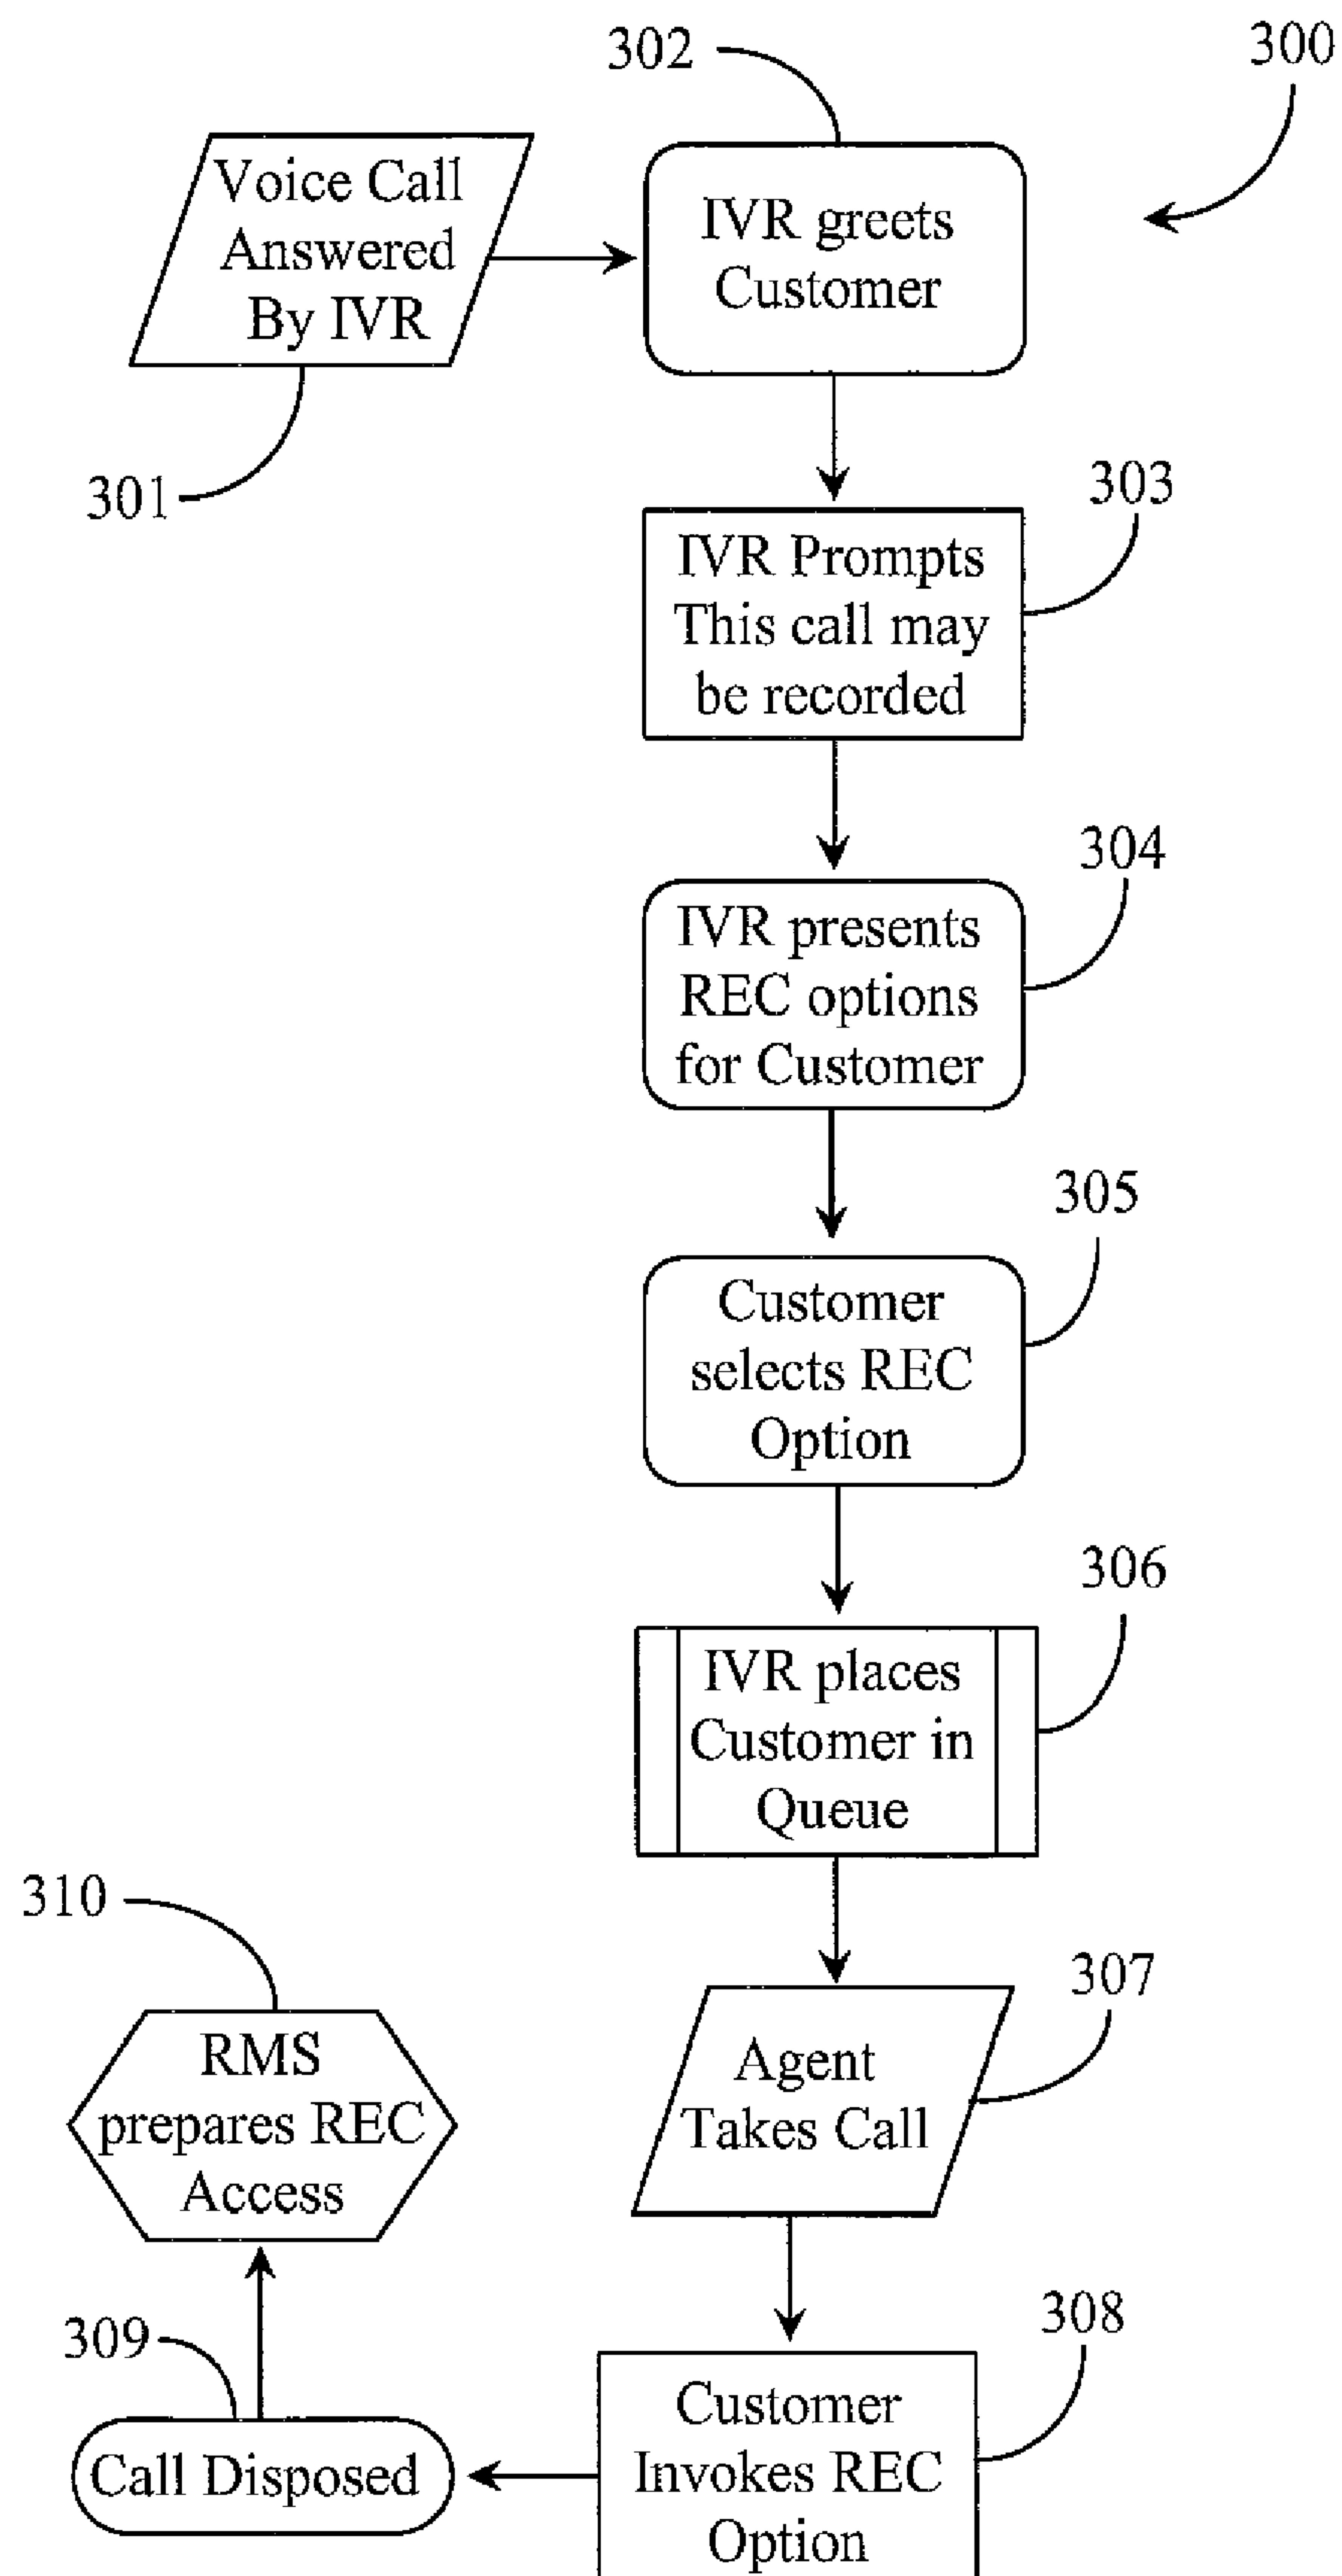 302
300
Voice Call
Answered
By IVR
IVR greets
Customer
301
303
IVR Prompts
This call may
be recorded
304
IVR presents
REC options
for Customer
305
Customer
selects REC
Option
306
IVR places
Customer in
Queue
310
307
RMS
prepares REC
Access
Agent
Takes Call
309
308
Call Disposed
Customer
Invokes REC
Option